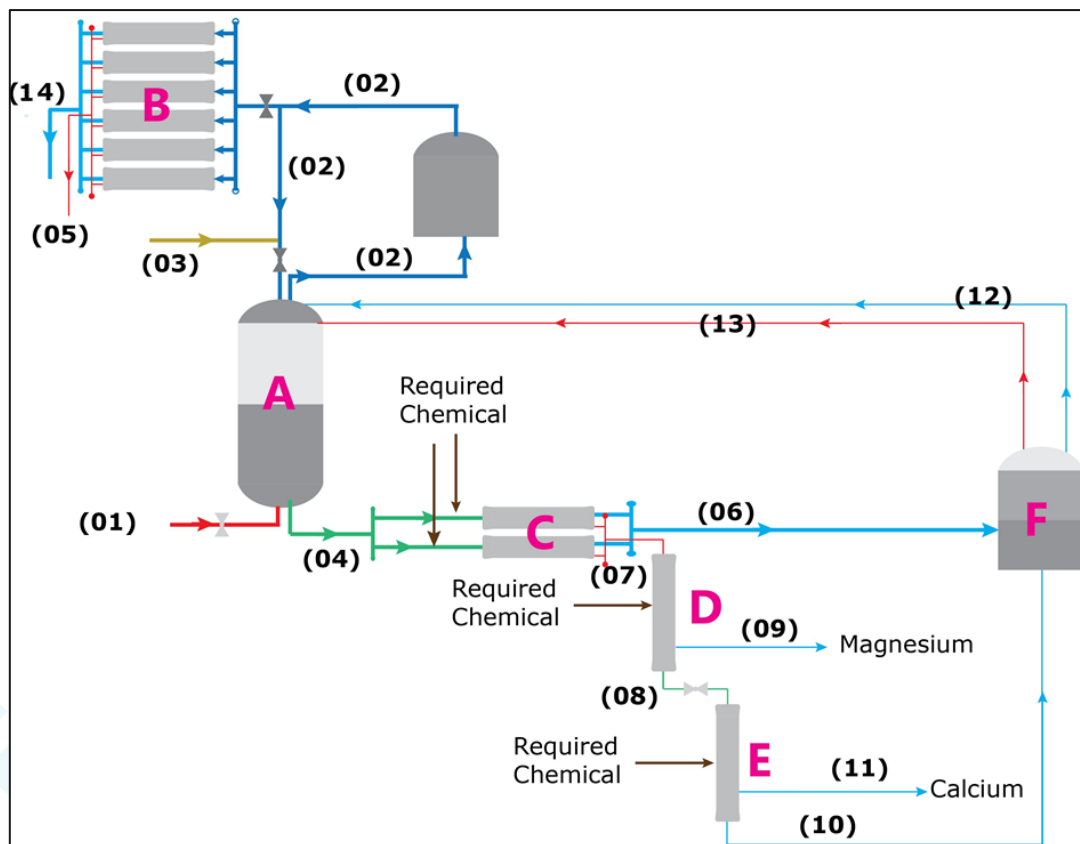 (02)
(14)
B
(02)
(05)
(03)
(02)
(12)
(13)
A
Required
Chemical
(01)
(04)
C
(06)
F
(07)
Required
Chemical
D
(09)
Magnesium
(08)
Required
Chemical
E
(11)
Calcium
(10)